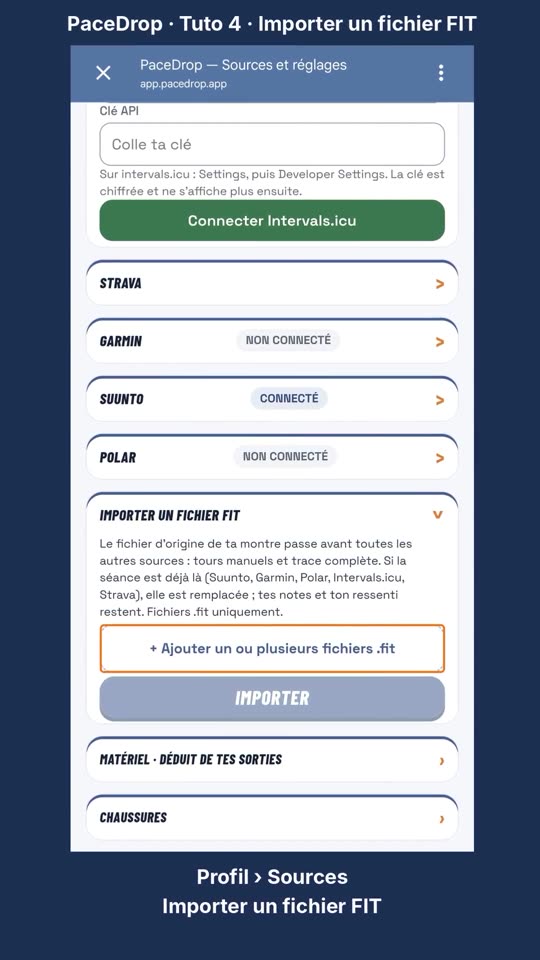 PaceDrop · Tuto 4 · Importer un fichier FIT
PaceDrop — Sources et réglages
app.pacedrop.app
Clé API
Colle ta clé
Sur intervals.icu : Settings, puis Developer Settings. La clé est
chiffrée et ne s'affiche plus ensuite.
Connecter Intervals.icu
STRAVA
GARMIN
NON CONNECTÉ
SUUNTO
CONNECTÉ
POLAR
NON CONNECTÉ
IMPORTER UN FICHIER FIT
Le fichier d'origine de ta montre passe avant toutes les
autres sources : tours manuels et trace complète. Si la
séance est déjà là (Suunto, Garmin, Polar, Intervals.icu,
Strava), elle est remplacée ; tes notes et ton ressenti
restent. Fichiers .fit uniquement.
+ Ajouter un ou plusieurs fichiers .fit
IMPORTER
MATÉRIEL · DÉDUIT DE TES SORTIES
CHAUSSURES
Profil › Sources
Importer un fichier FIT